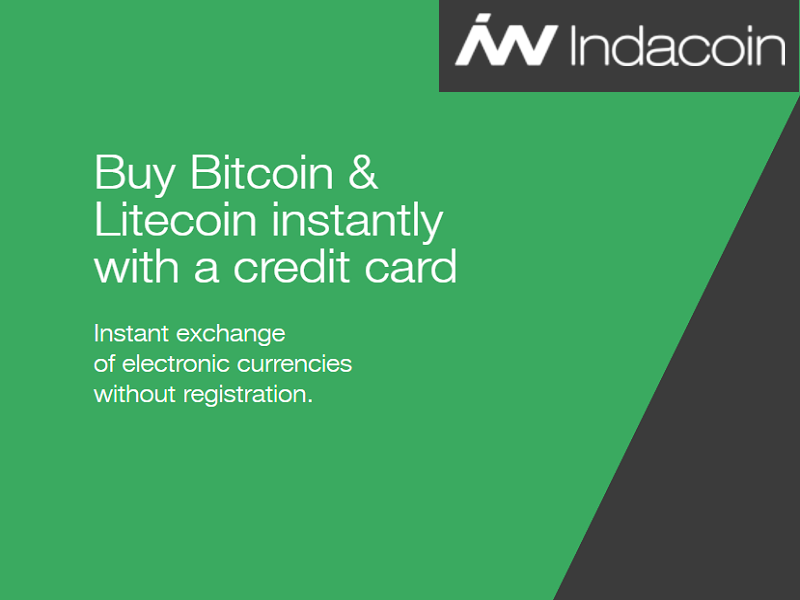 Indacoin
Buy Bitcoin &
Litecoin instantly
with a credit card
Instant exchange
of electronic currencies
without registration.